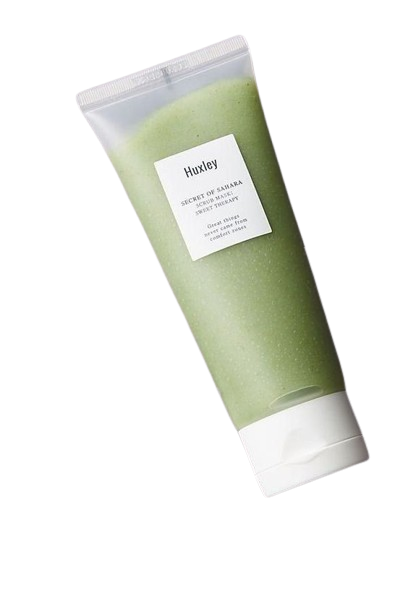 Huxley
SECRET OF SAHARA
SCRUB MASK;
SWEET THERAPY
Great things
never came from
comfort zones